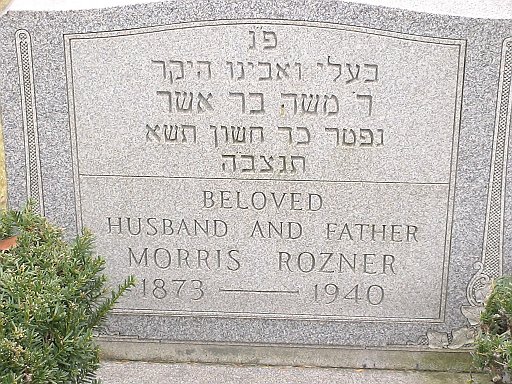 פנ
בעלי ואבינו היקר
ר משה בר אשר
נפטר כד חשון תשא
תנצבה
BELOVED
HUSBAND AND FATHER
MORRIS ROZNER
1873 — 1940